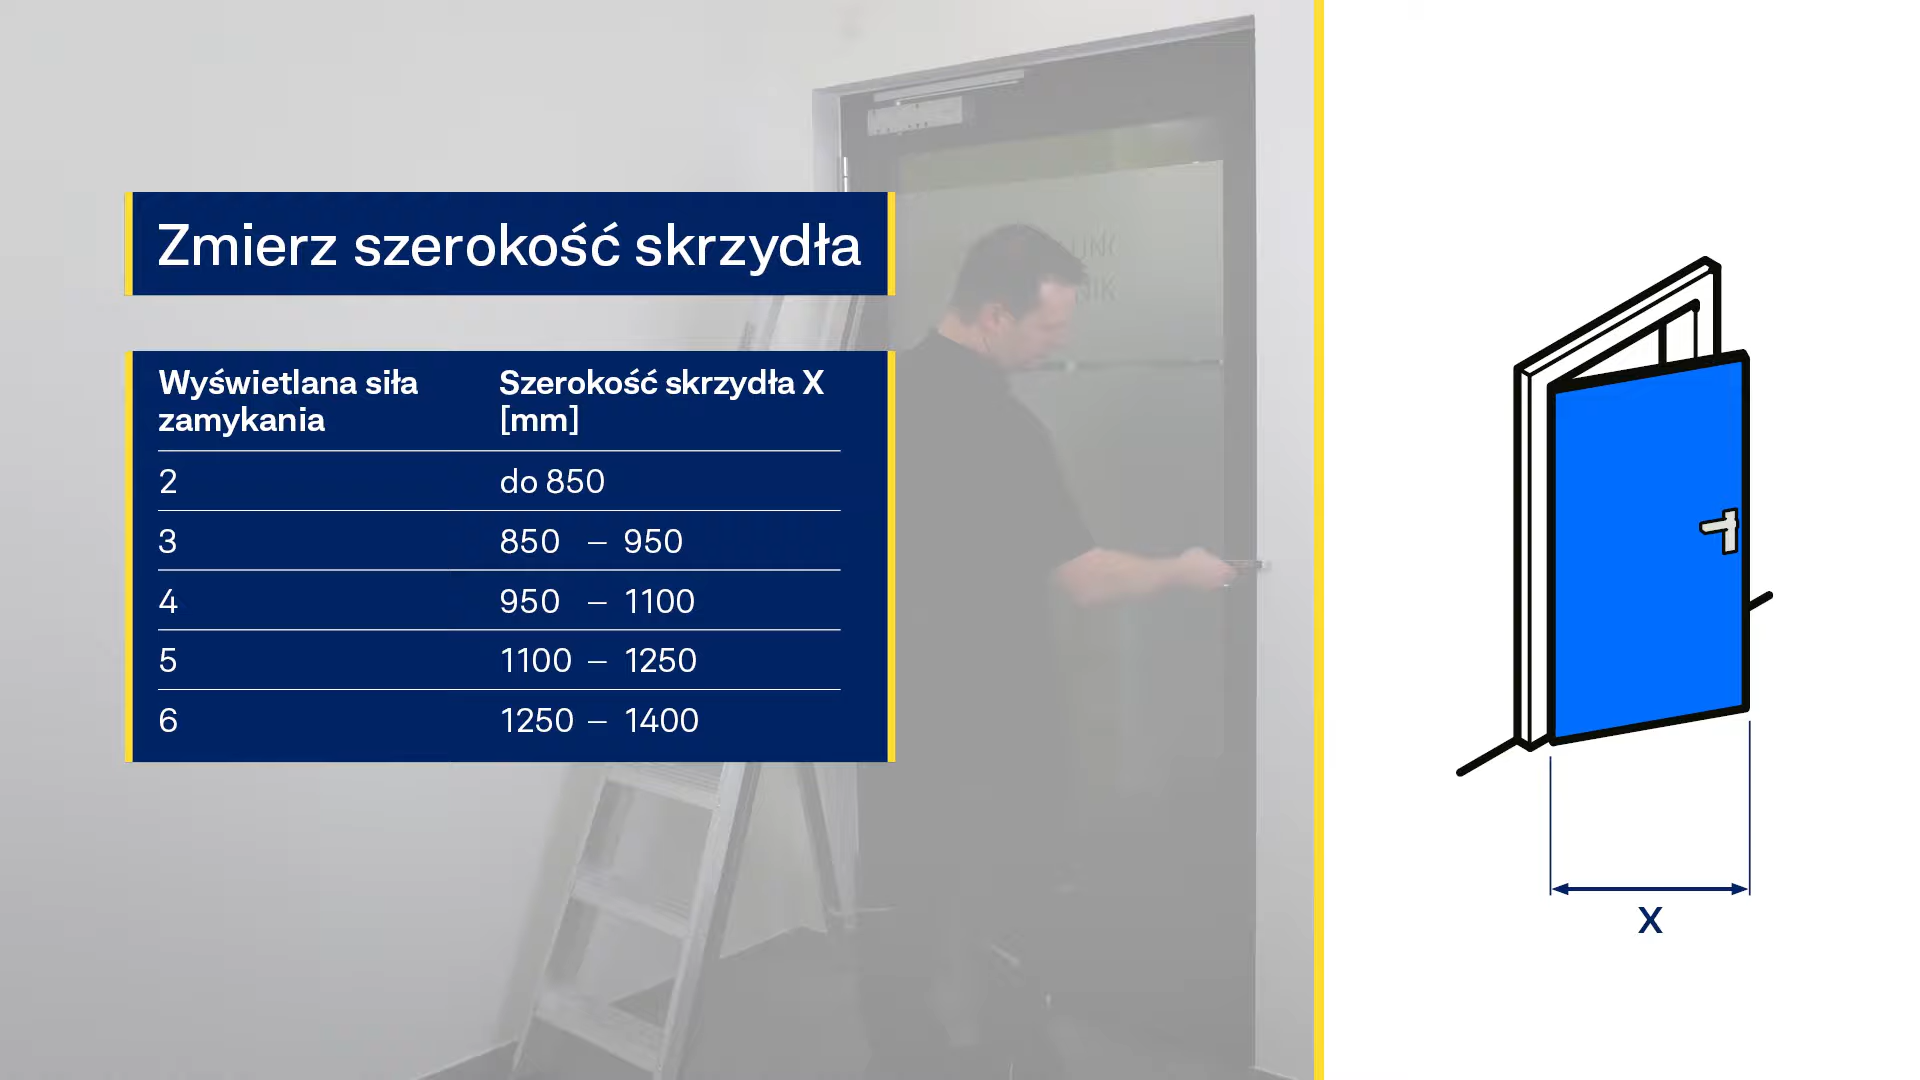 Zmierz szerokość skrzydła
Wyświetlana siła
zamykania
Szerokość skrzydła X
[mm]
2 do 850
3 850 – 950
4 950 – 1100
5 1100 – 1250
6 1250 – 1400
X